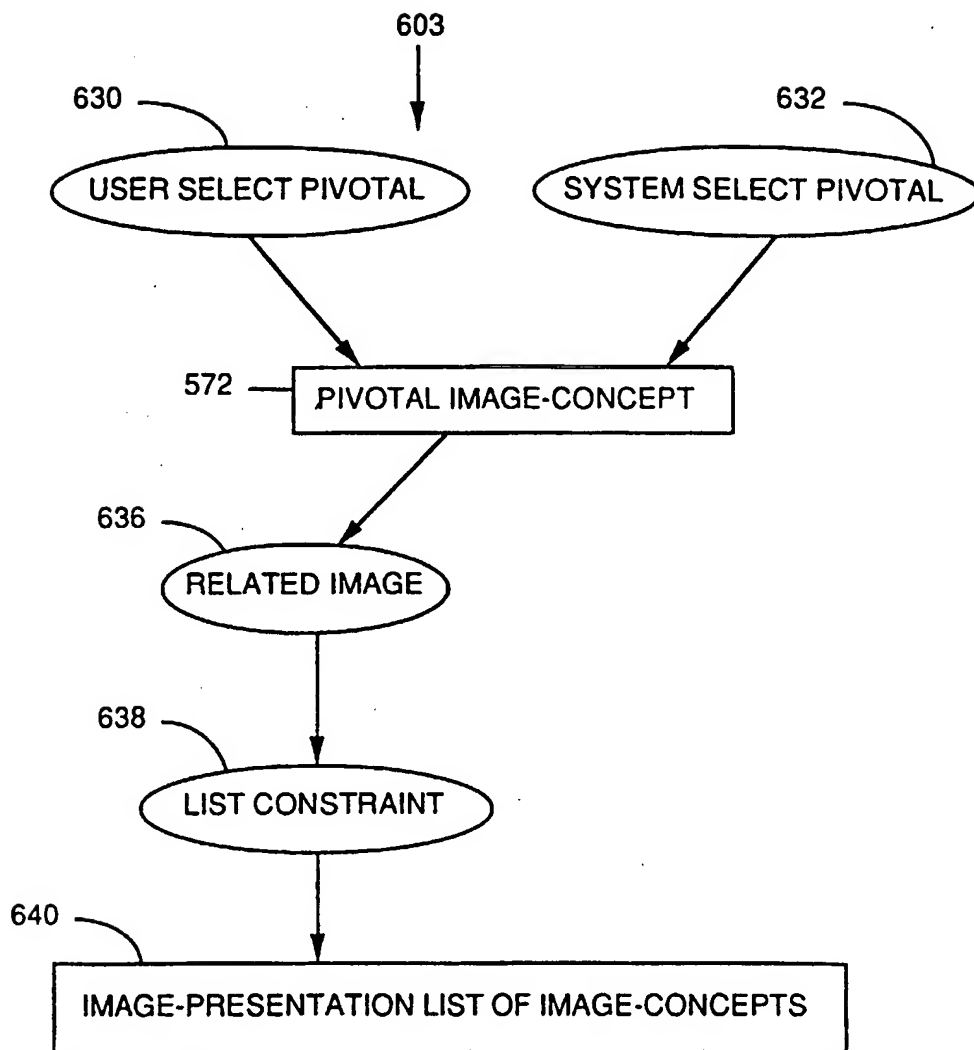 603
630
632
USER SELECT PIVOTAL
SYSTEM SELECT PIVOTAL
572
PIVOTAL IMAGE-CONCEPT
636
RELATED IMAGE
638
LIST CONSTRAINT
640
IMAGE-PRESENTATION LIST OF IMAGE-CONCEPTS